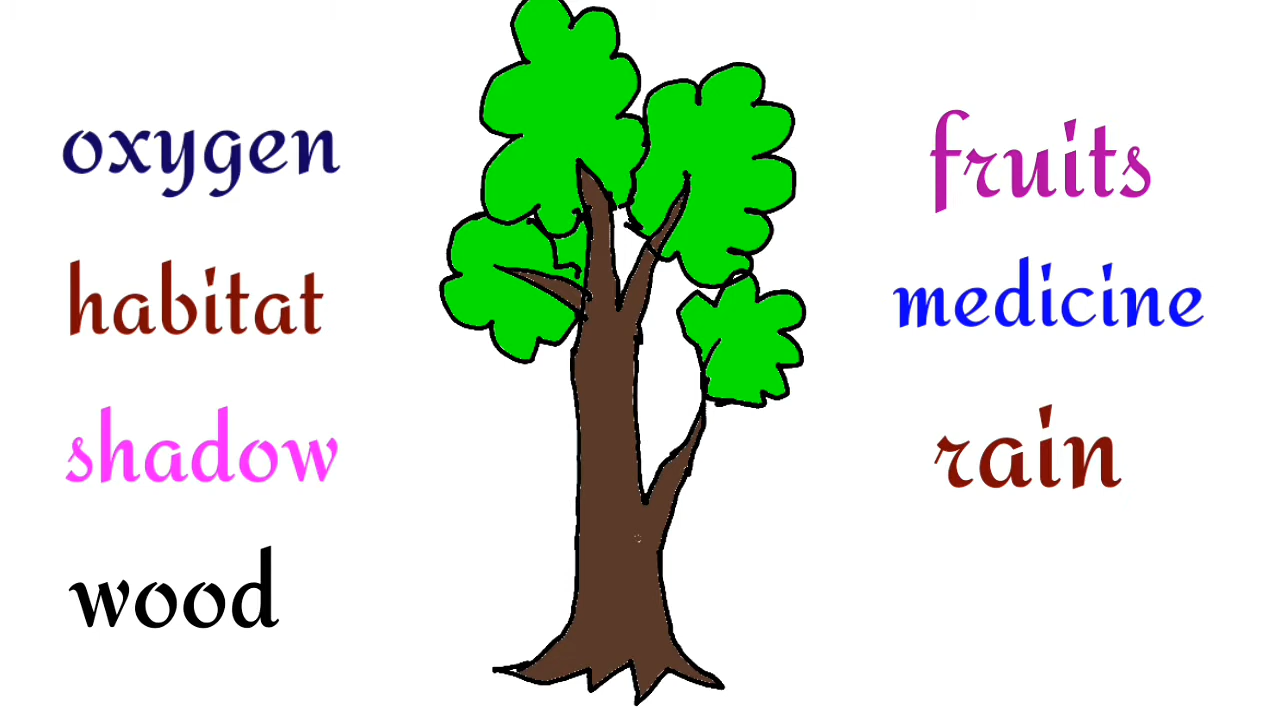 oxygen
habitat
shadow
wood
fruits
medicine
rain